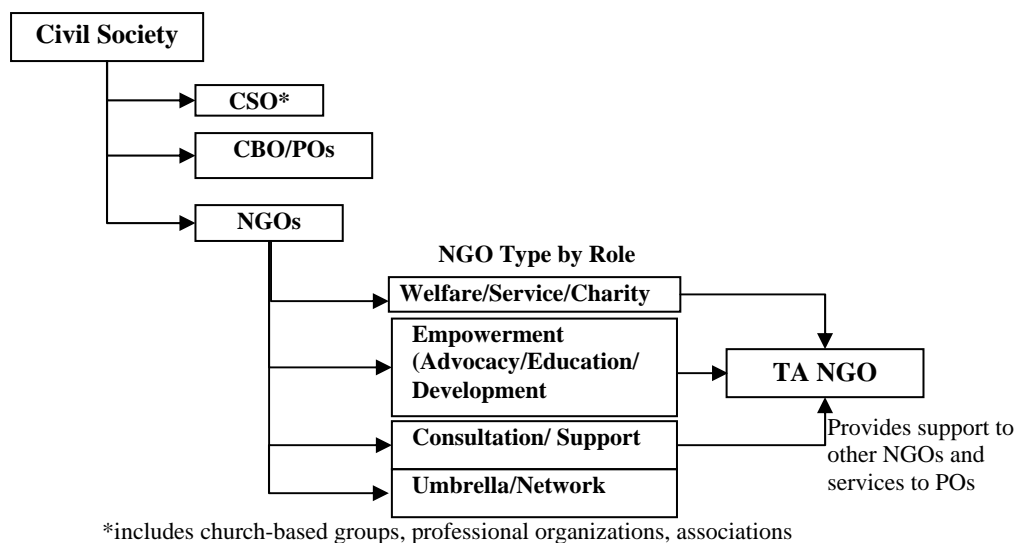 Civil Society
CSO*
CBO/POs
NGOs
NGO Type by Role
Welfare/Service/Charity
Empowerment
(Advocacy/Education/
Development
TA NGO
Consultation/ Support
Provides support to
other NGOs and
services to POs
Umbrella/Network
*includes church-based groups, professional organizations, associations